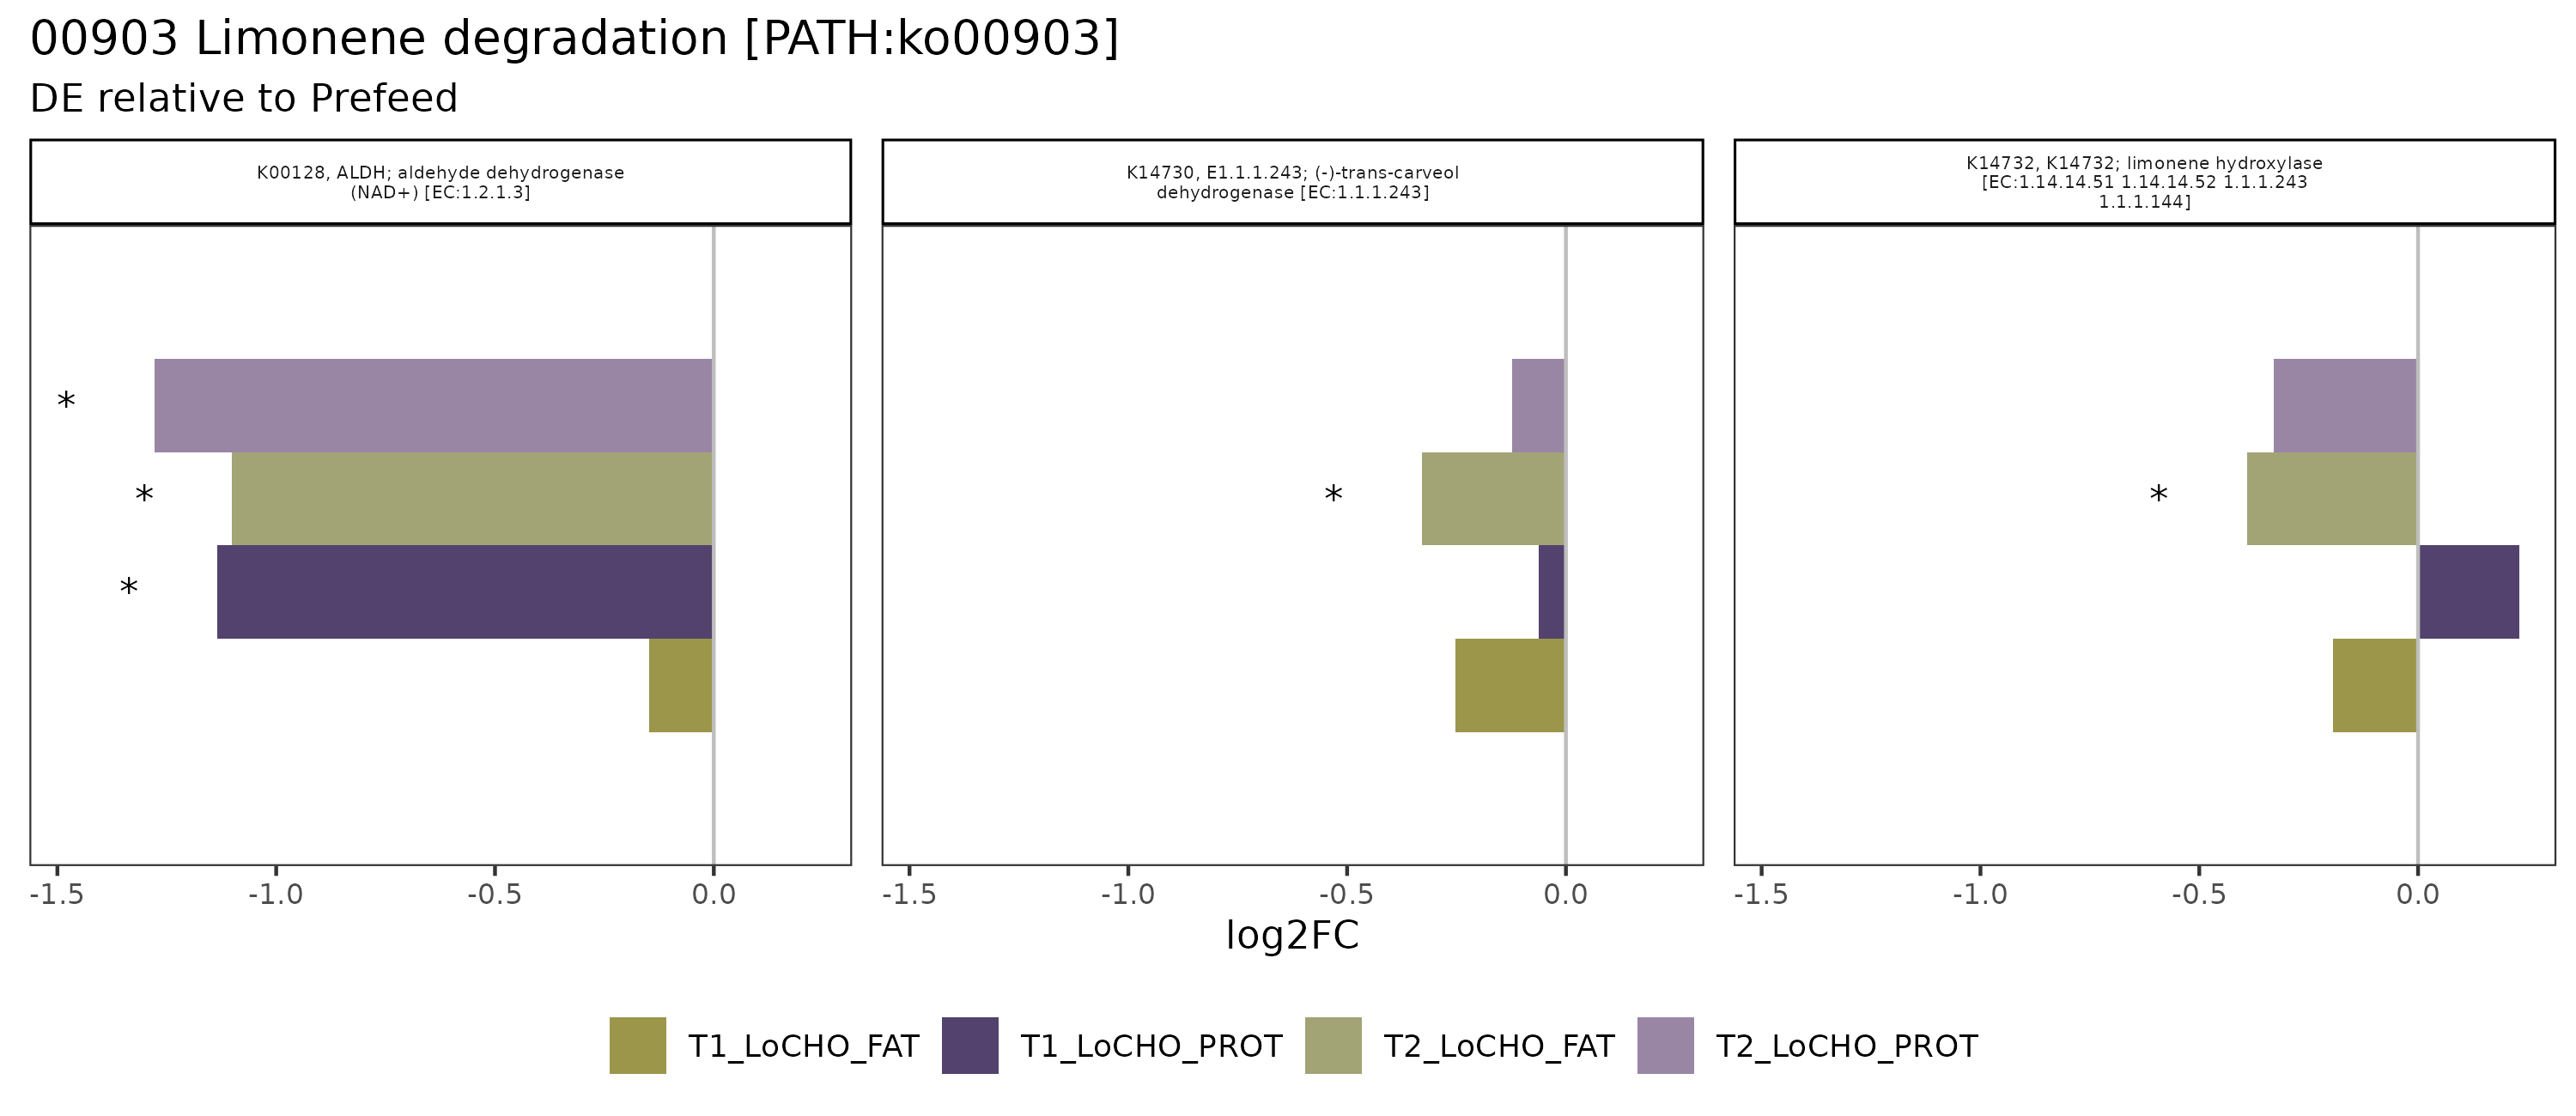 00903 Limonene degradation [PATH:ko00903]
DE relative to Prefeed
K00128, ALDH; aldehyde dehydrogenase
(NAD+) [EC:1.2.1.3]
K14730, E1.1.1.243; (-)-trans-carveol
dehydrogenase [EC:1.1.1.243]
K14732, K14732; limonene hydroxylase
[EC:1.14.14.51 1.14.14.52 1.1.1.243
1.1.1.144]
*
*
*
*
*
-1.5 -1.0 -0.5 0.0
-1.5 -1.0 -0.5 0.0
-1.5 -1.0 -0.5 0.0
log2FC
T1_LoCHO_FAT T1_LoCHO_PROT T2_LoCHO_FAT T2_LoCHO_PROT